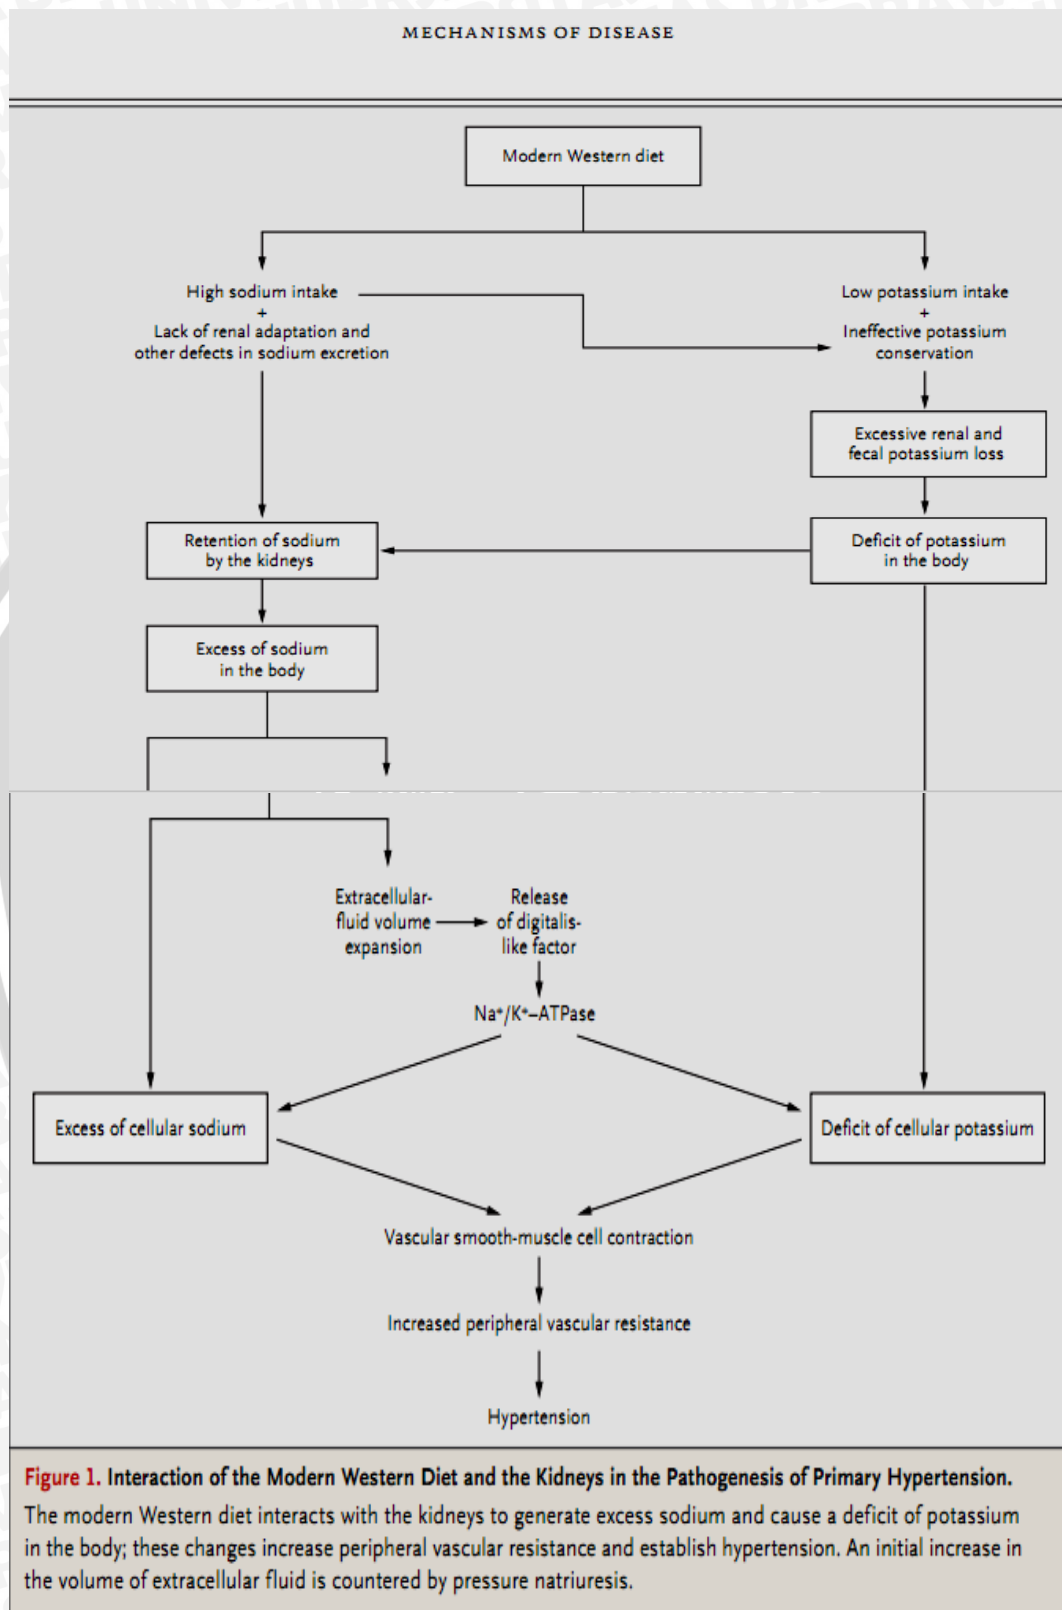 MECHANISMS OF DISEASE
Modern Western diet
High sodium intake
+
Lack of renal adaptation and
other defects in sodium excretion
Low potassium intake
+
Ineffective potassium
conservation
Excessive renal and
fecal potassium loss
Retention of sodium
by the kidneys
Deficit of potassium
in the body
Excess of sodium
in the body
Extracellular-
fluid volume
expansion
Release
of digitalis-
like factor
Na⁺/K⁺–ATPase
Excess of cellular sodium
Deficit of cellular potassium
Vascular smooth-muscle cell contraction
Increased peripheral vascular resistance
Hypertension
Figure 1. Interaction of the Modern Western Diet and the Kidneys in the Pathogenesis of Primary Hypertension.
The modern Western diet interacts with the kidneys to generate excess sodium and cause a deficit of potassium
in the body; these changes increase peripheral vascular resistance and establish hypertension. An initial increase in
the volume of extracellular fluid is countered by pressure natriuresis.